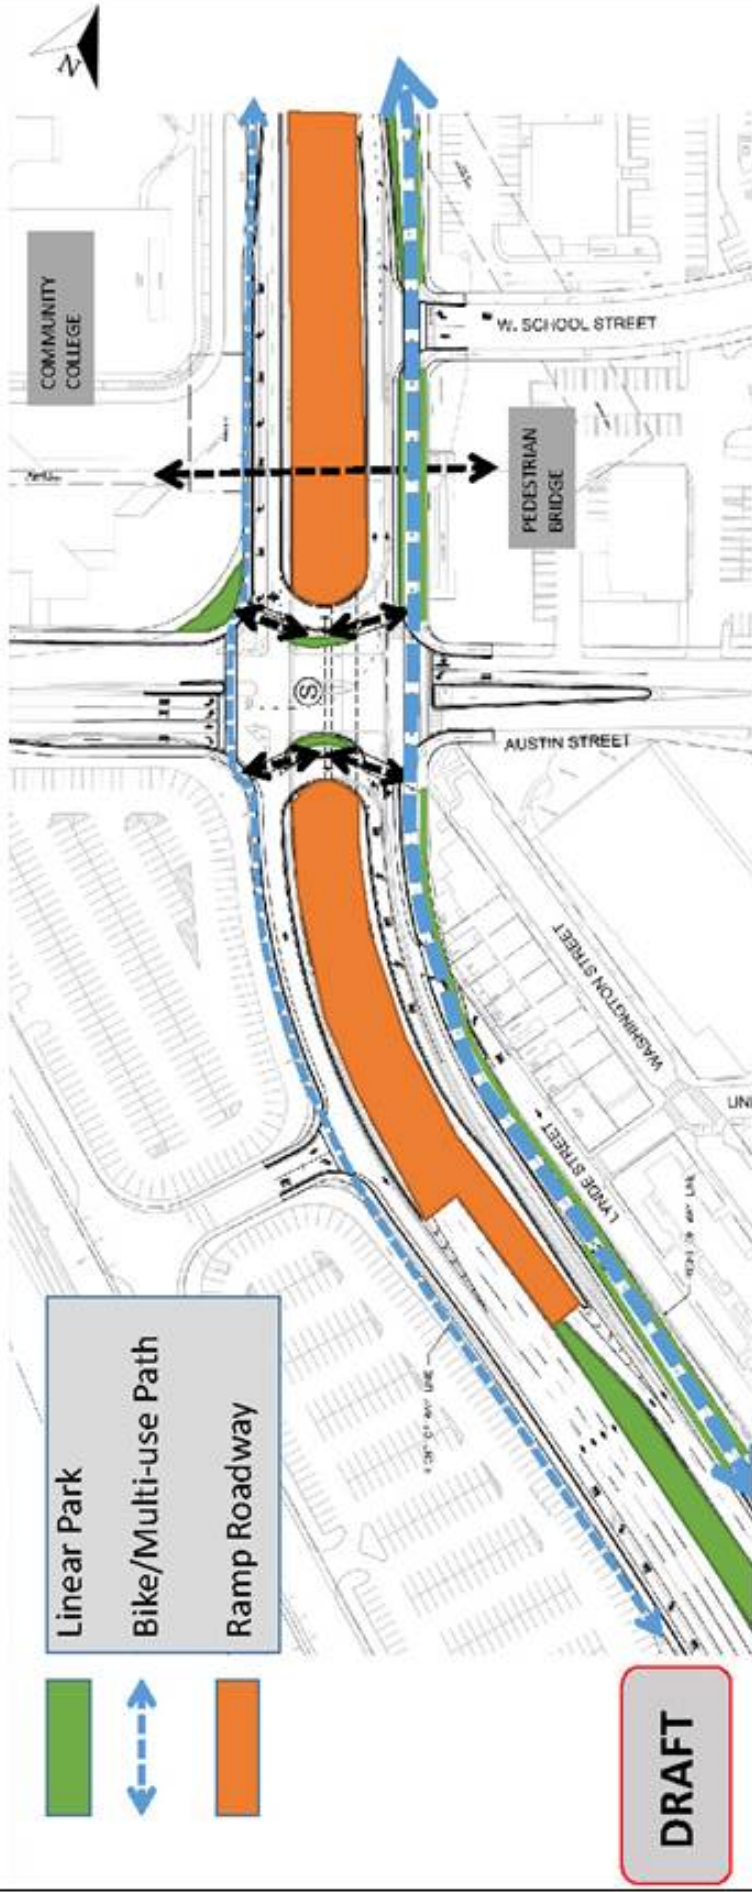 N
COMMUNITY
COLLEGE
W. SCHOOL STREET
PEDESTRIAN
BRIDGE
S
AUSTIN STREET
WASHINGTON STREET
LYNDE STREET
UNI
Linear Park
Bike/Multi-use Path
Ramp Roadway
DRAFT